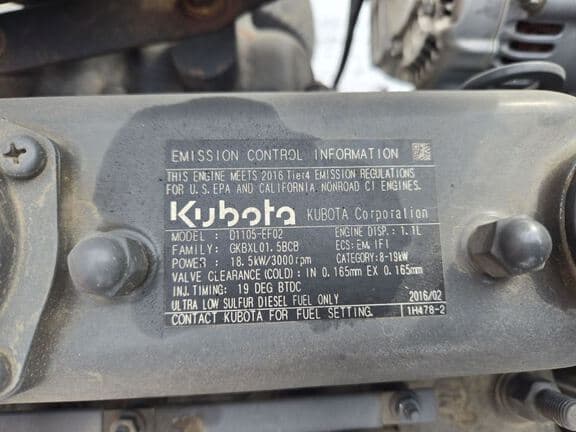 EMISSION CONTROL INFORMATION
THIS ENGINE MEETS 2016 Tier4 EMISSION REGULATIONS
FOR U.S. EPA AND CALIFORNIA NONROAD CI ENGINES.
Kubota KUBOTA Corporation
MODEL : D1105-EF02 ENGINE DISP.: 1.1L
FAMILY: GKBXL01.5BCB ECS: EM, IFI
POWER : 18.5kW/3000rpm CATEGORY: 8-19kW
VALVE CLEARANCE (COLD) : IN 0.165mm EX 0.165mm
INJ. TIMING: 19 DEG BTDC
ULTRA LOW SULFUR DIESEL FUEL ONLY 2016/02
CONTACT KUBOTA FOR FUEL SETTING. 1H478-2